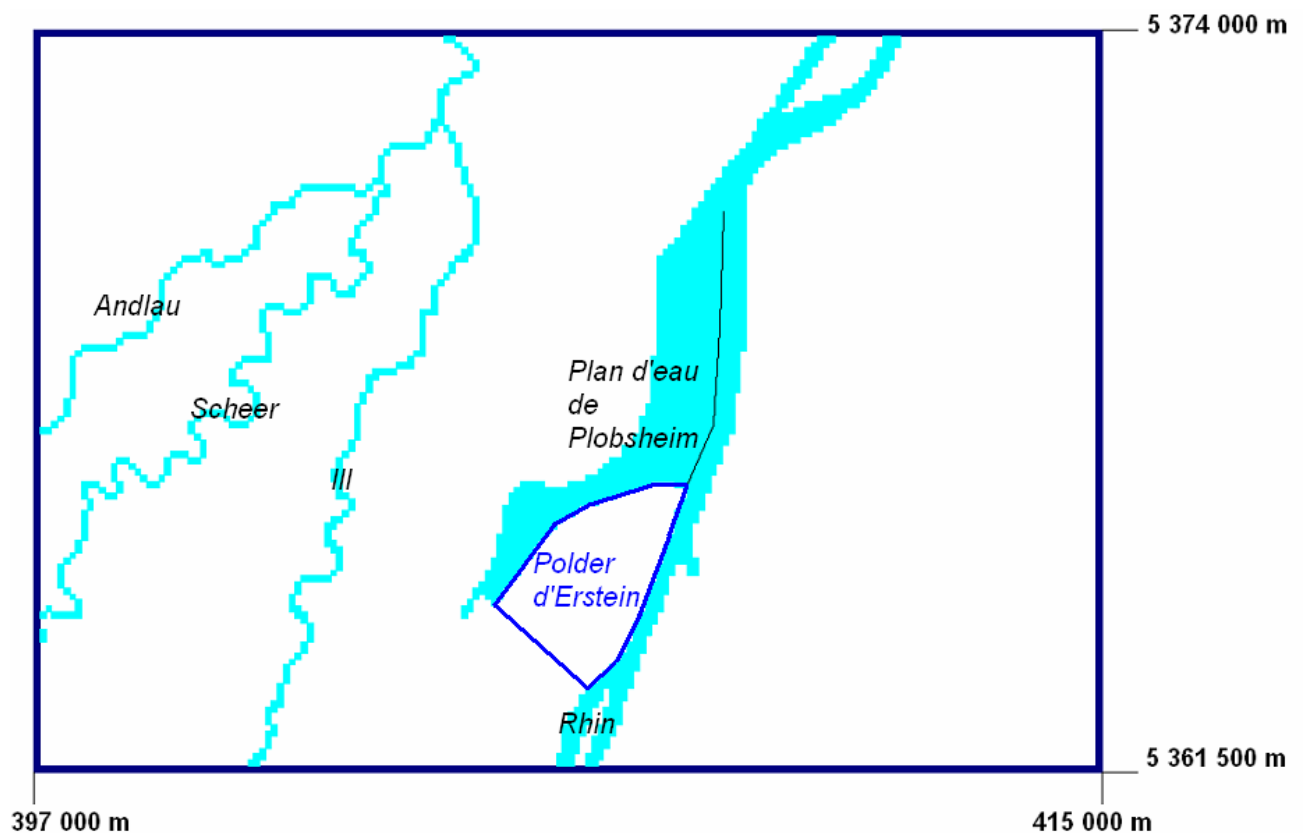 5 374 000 m
Andlau
Plan d'eau
de
Plobsheim
Scheer
Ill
Polder
d'Erstein
Rhin
5 361 500 m
397 000 m
415 000 m